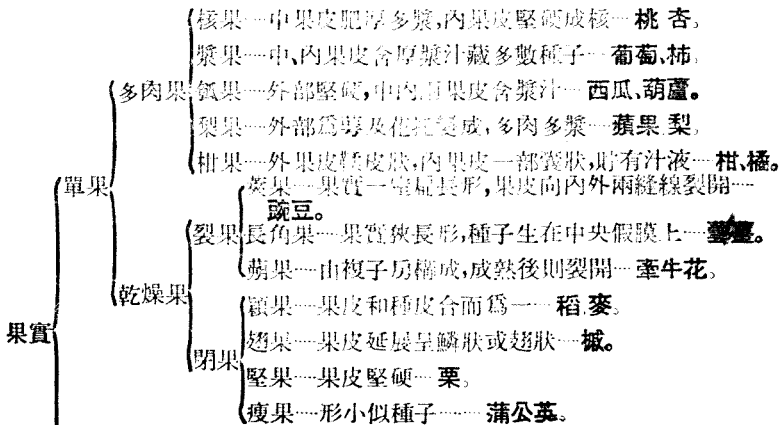 核果…中果皮肥厚多漿,內果皮堅硬成核…桃 杏。
漿果…中、內果皮含厚漿汁藏多數種子…葡萄、柿。
多肉果 瓠果…外部堅硬,中內果皮含漿汁…西瓜、葫蘆。
梨果…外部爲萼及花托變成,多肉多漿…蘋果 梨。
柑果…外果皮鞣皮狀,內果皮一部囊狀,貯有汁液…柑、橘。
單果
莢果…果實一室扁長形,果皮向內外兩縫線裂開…
豌豆。
裂果 長角果…果實狹長形,種子生在中央假膜上…
蒴果…由複子房構成,成熟後則裂開…牽牛花。
乾燥果
穎果…果皮和種皮合而爲一…稻.麥。
果實
翅果…果皮延展呈鱗狀或翅狀…槭。
閉果
堅果…果皮堅硬…栗。
瘦果…形小似種子……蒲公英。